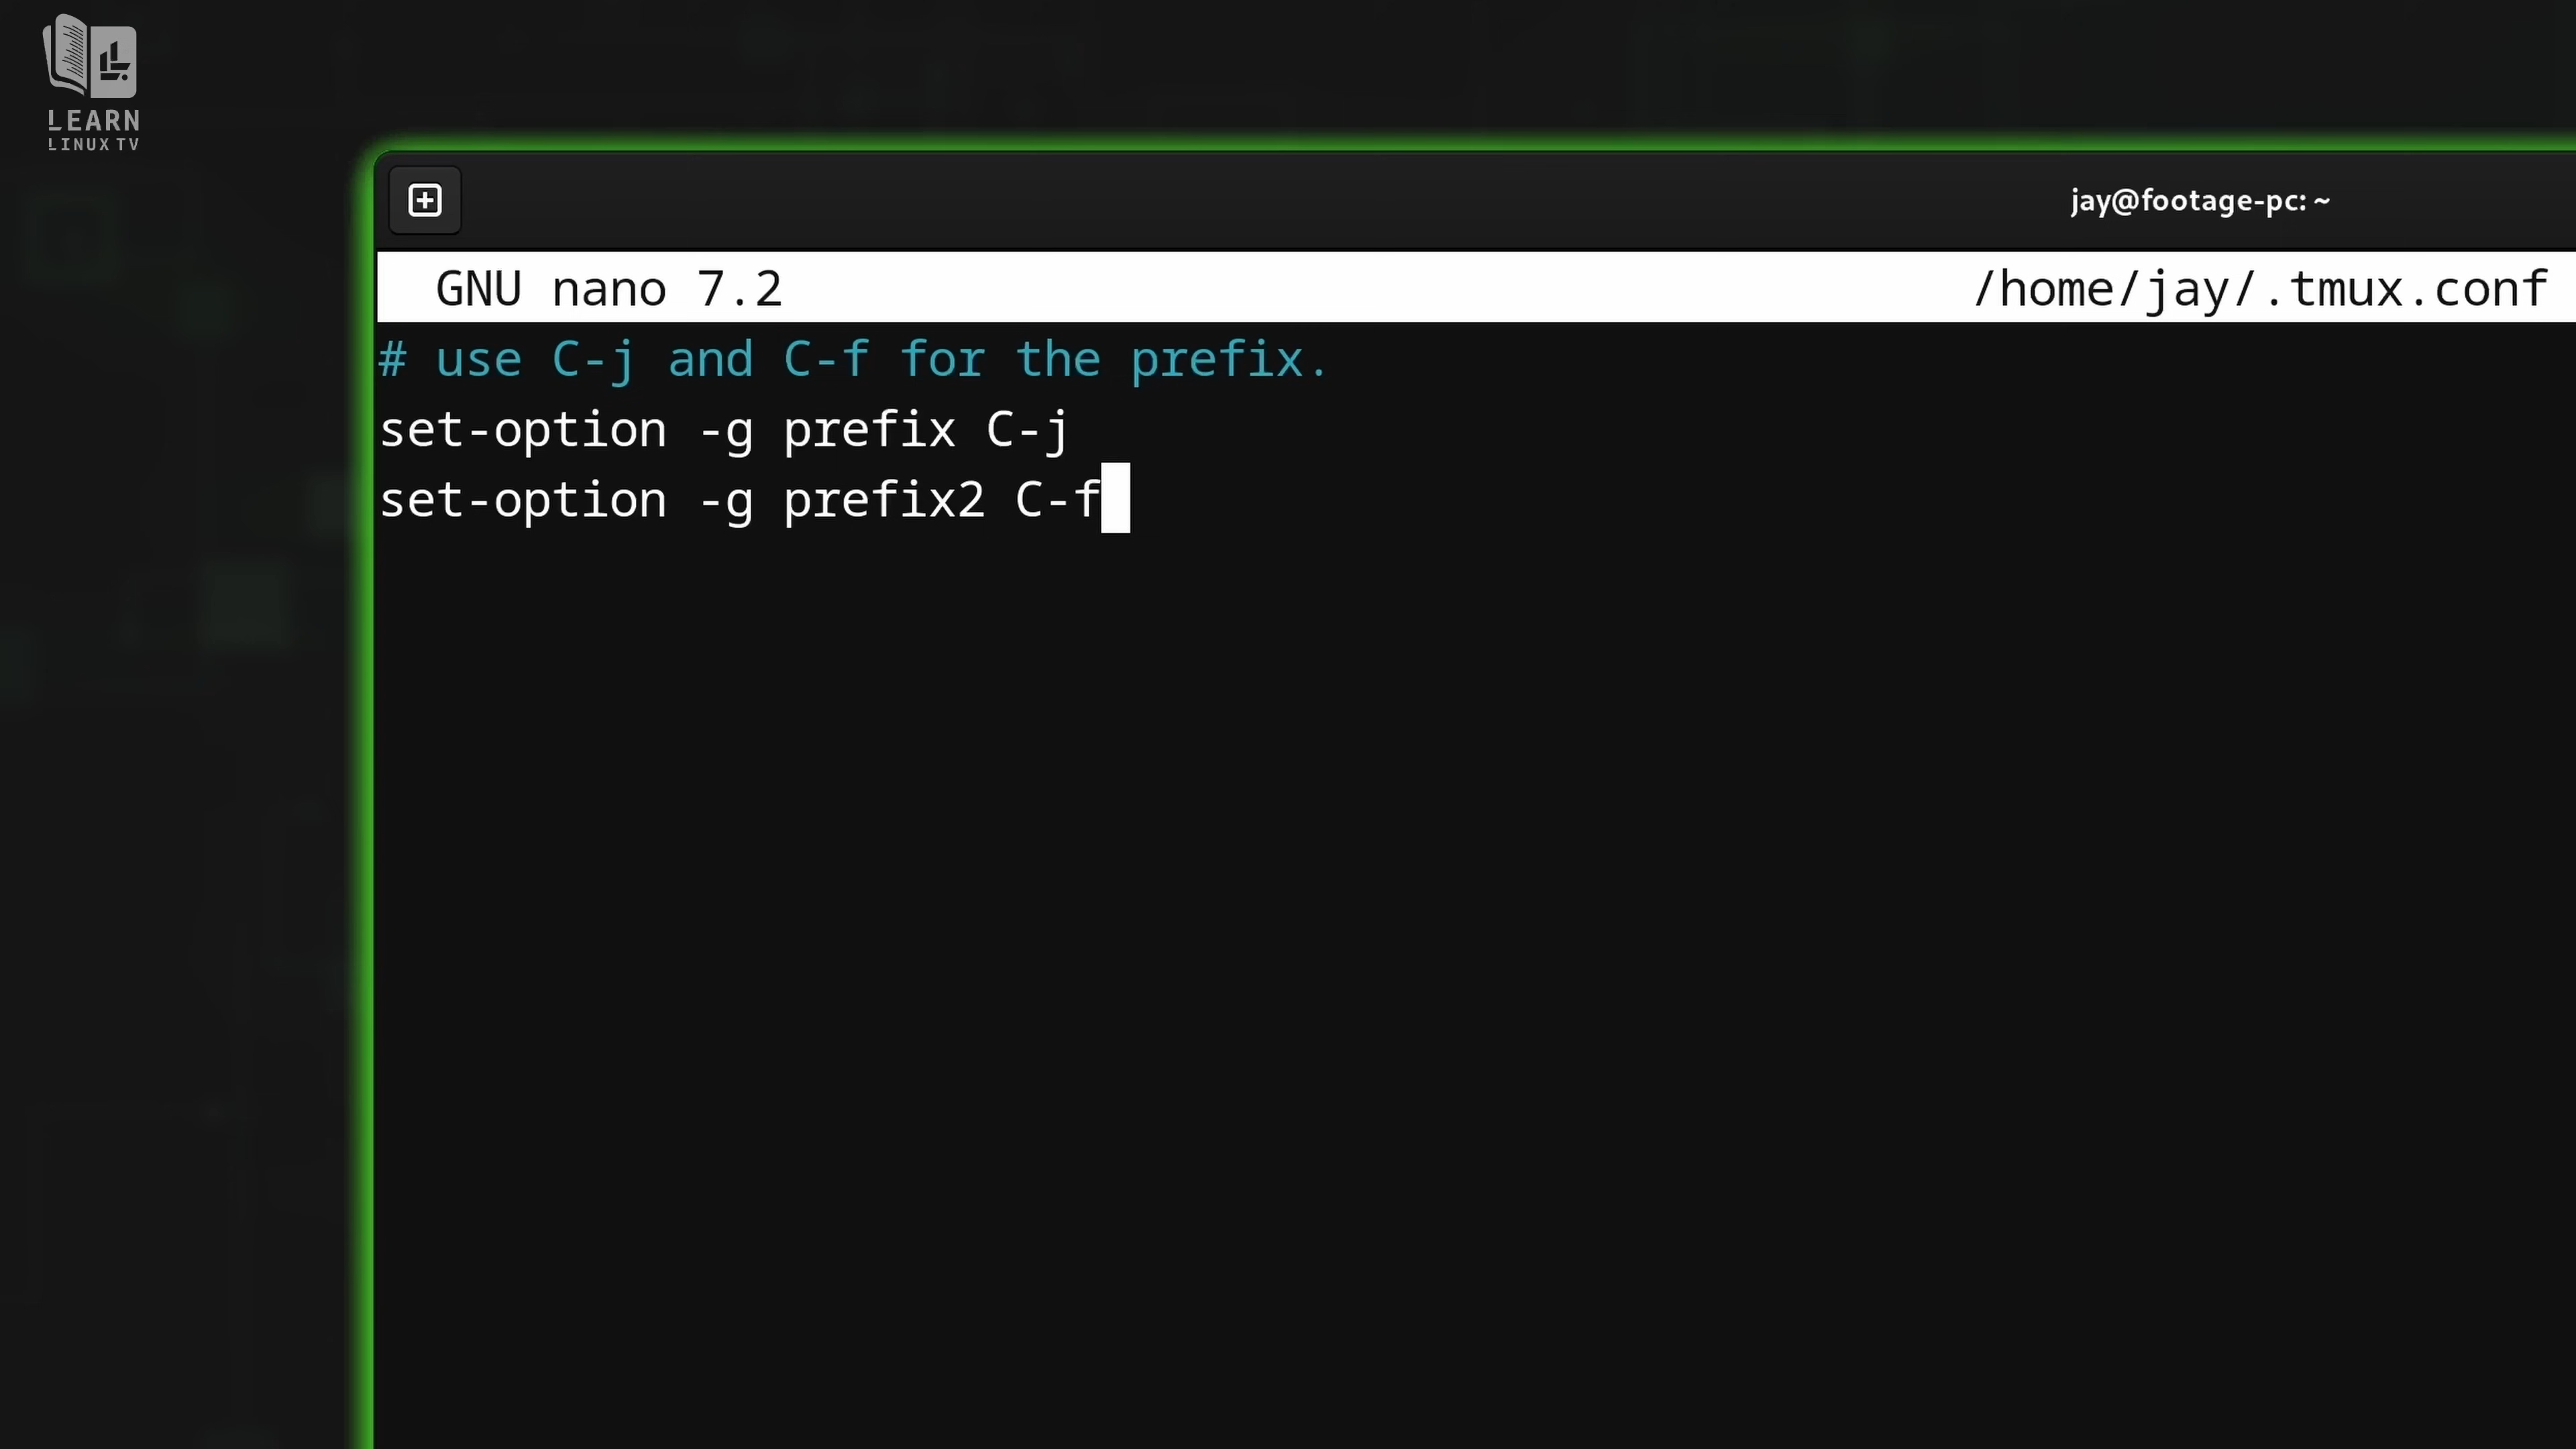 LEARN
LINUX TV
jay@footage-pc: ~
GNU nano 7.2 /home/jay/.tmux.conf
# use C-j and C-f for the prefix.
set-option -g prefix C-j
set-option -g prefix2 C-f